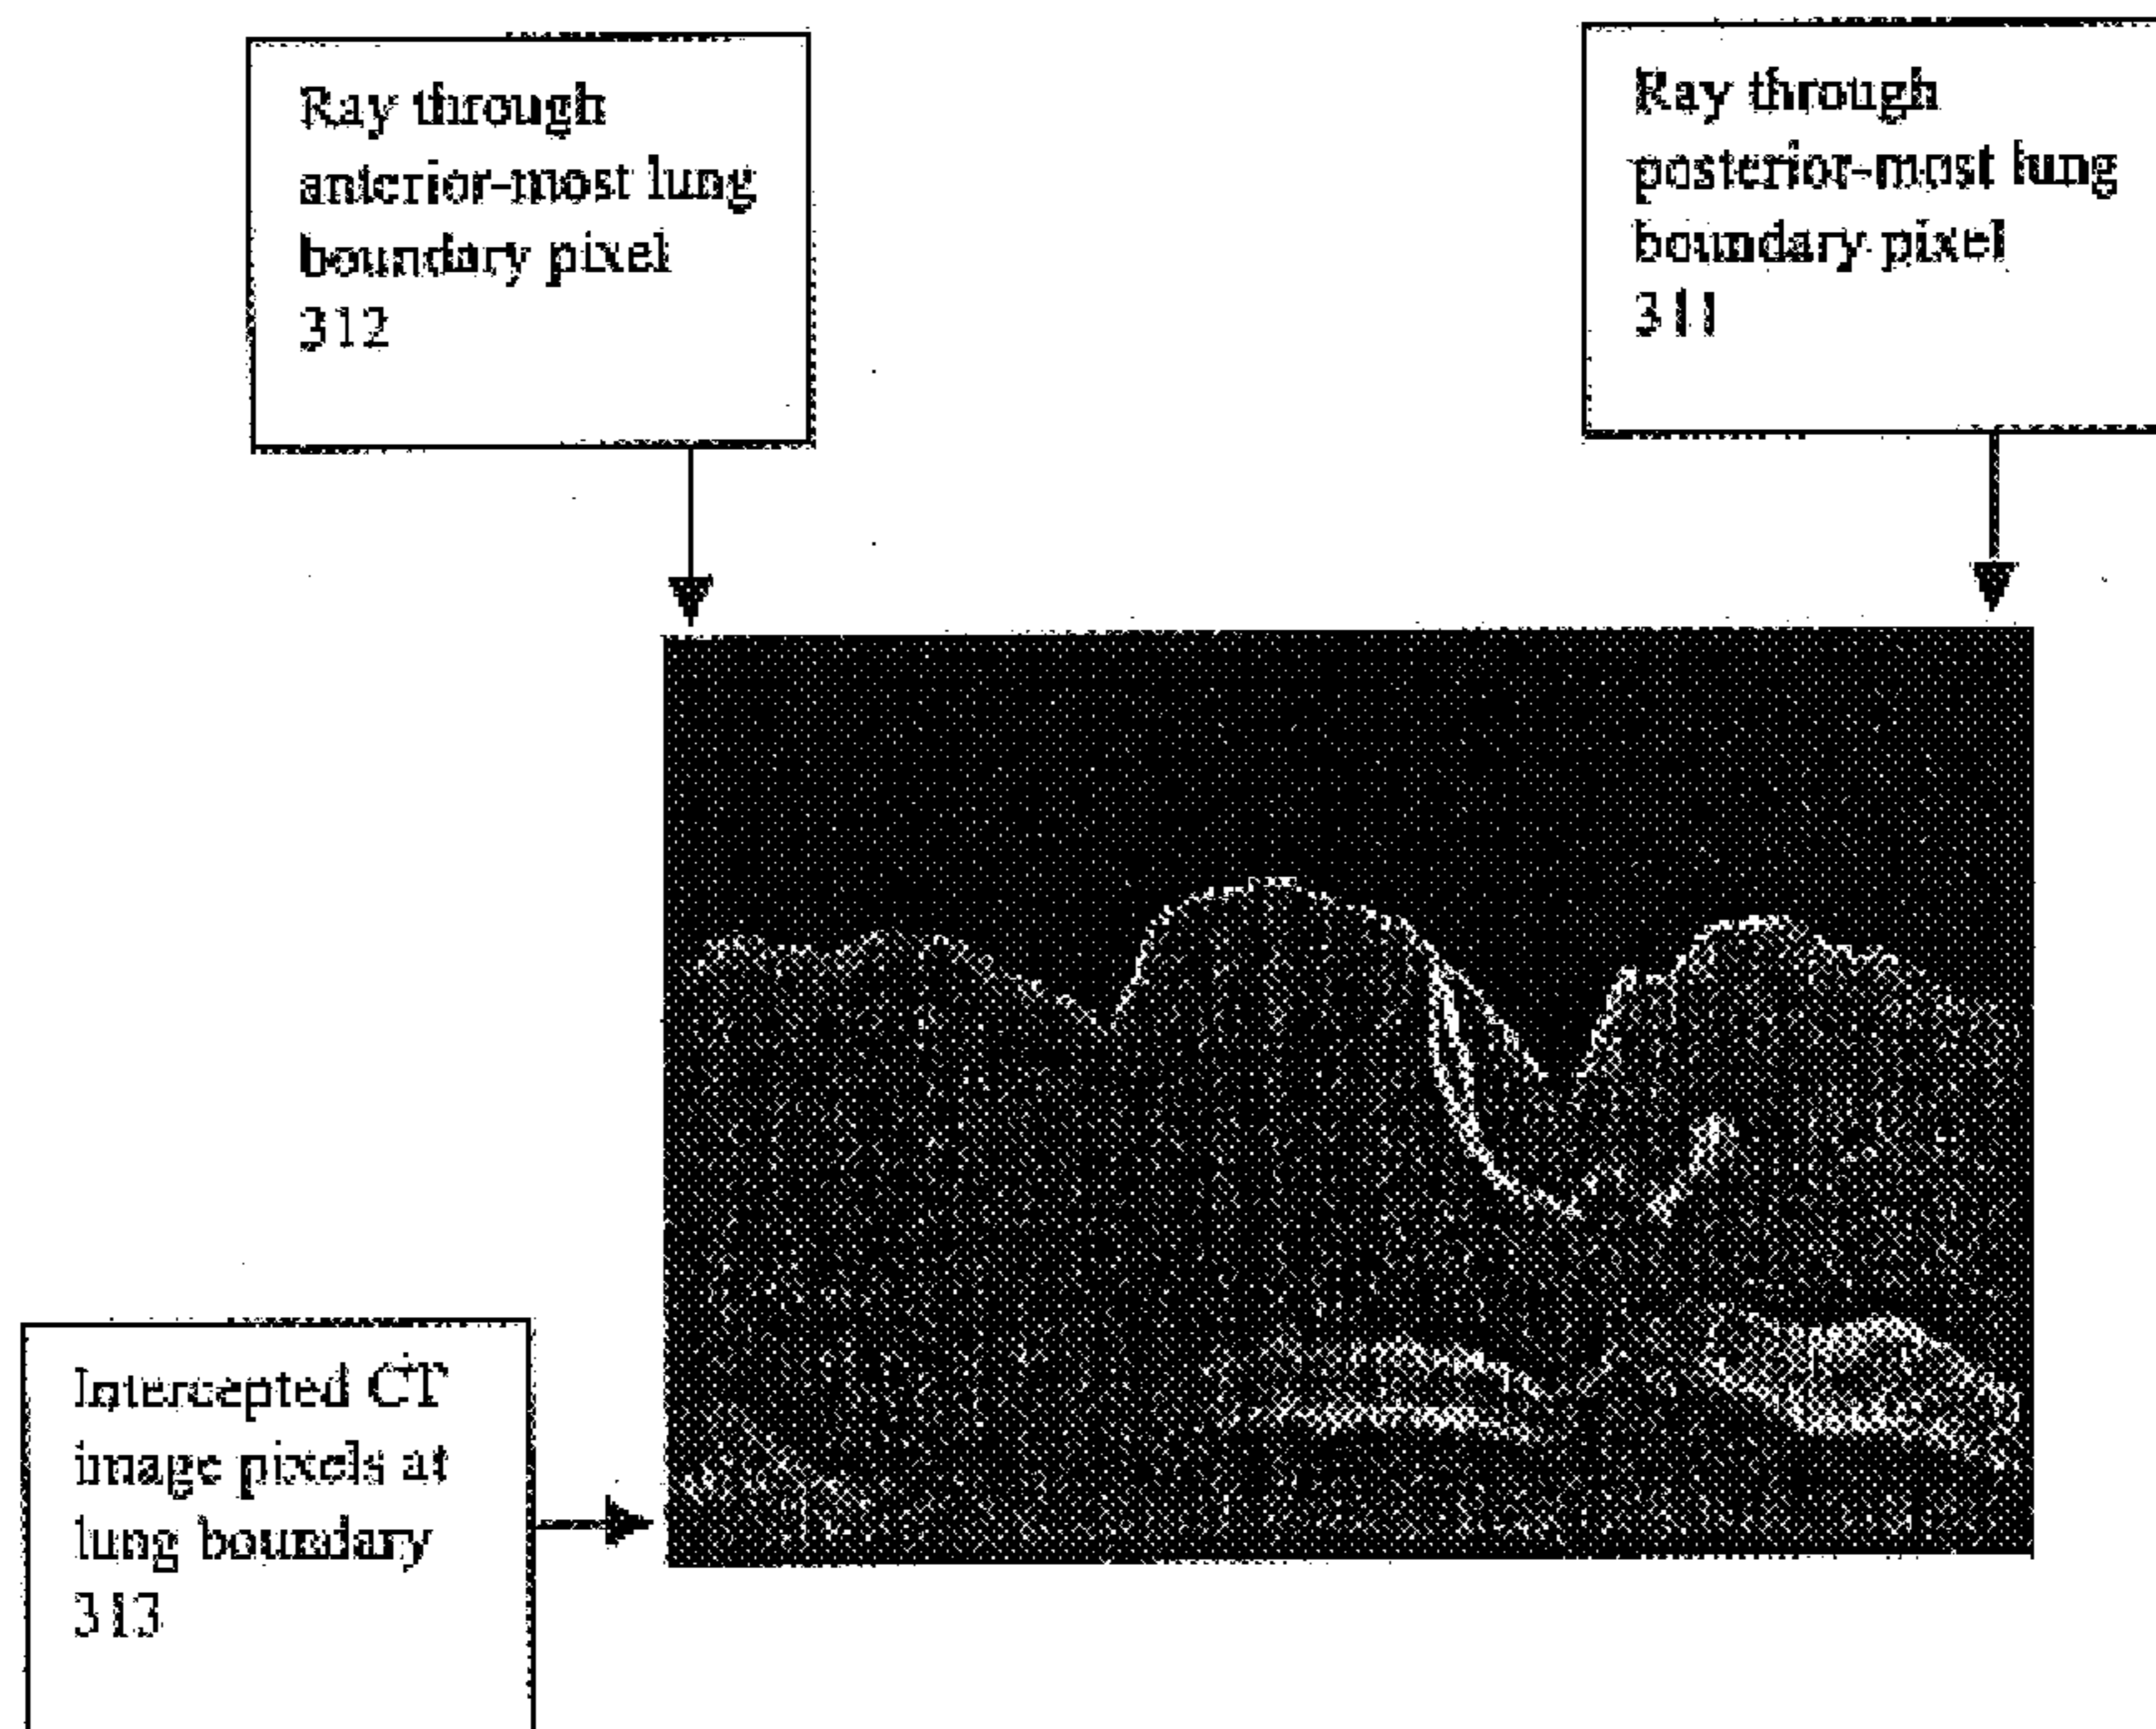 Ray through
anterior-most lung
boundary pixel
312
Ray through
posterior-most lung
boundary pixel
311
Intercepted CT
image pixels at
lung boundary
313